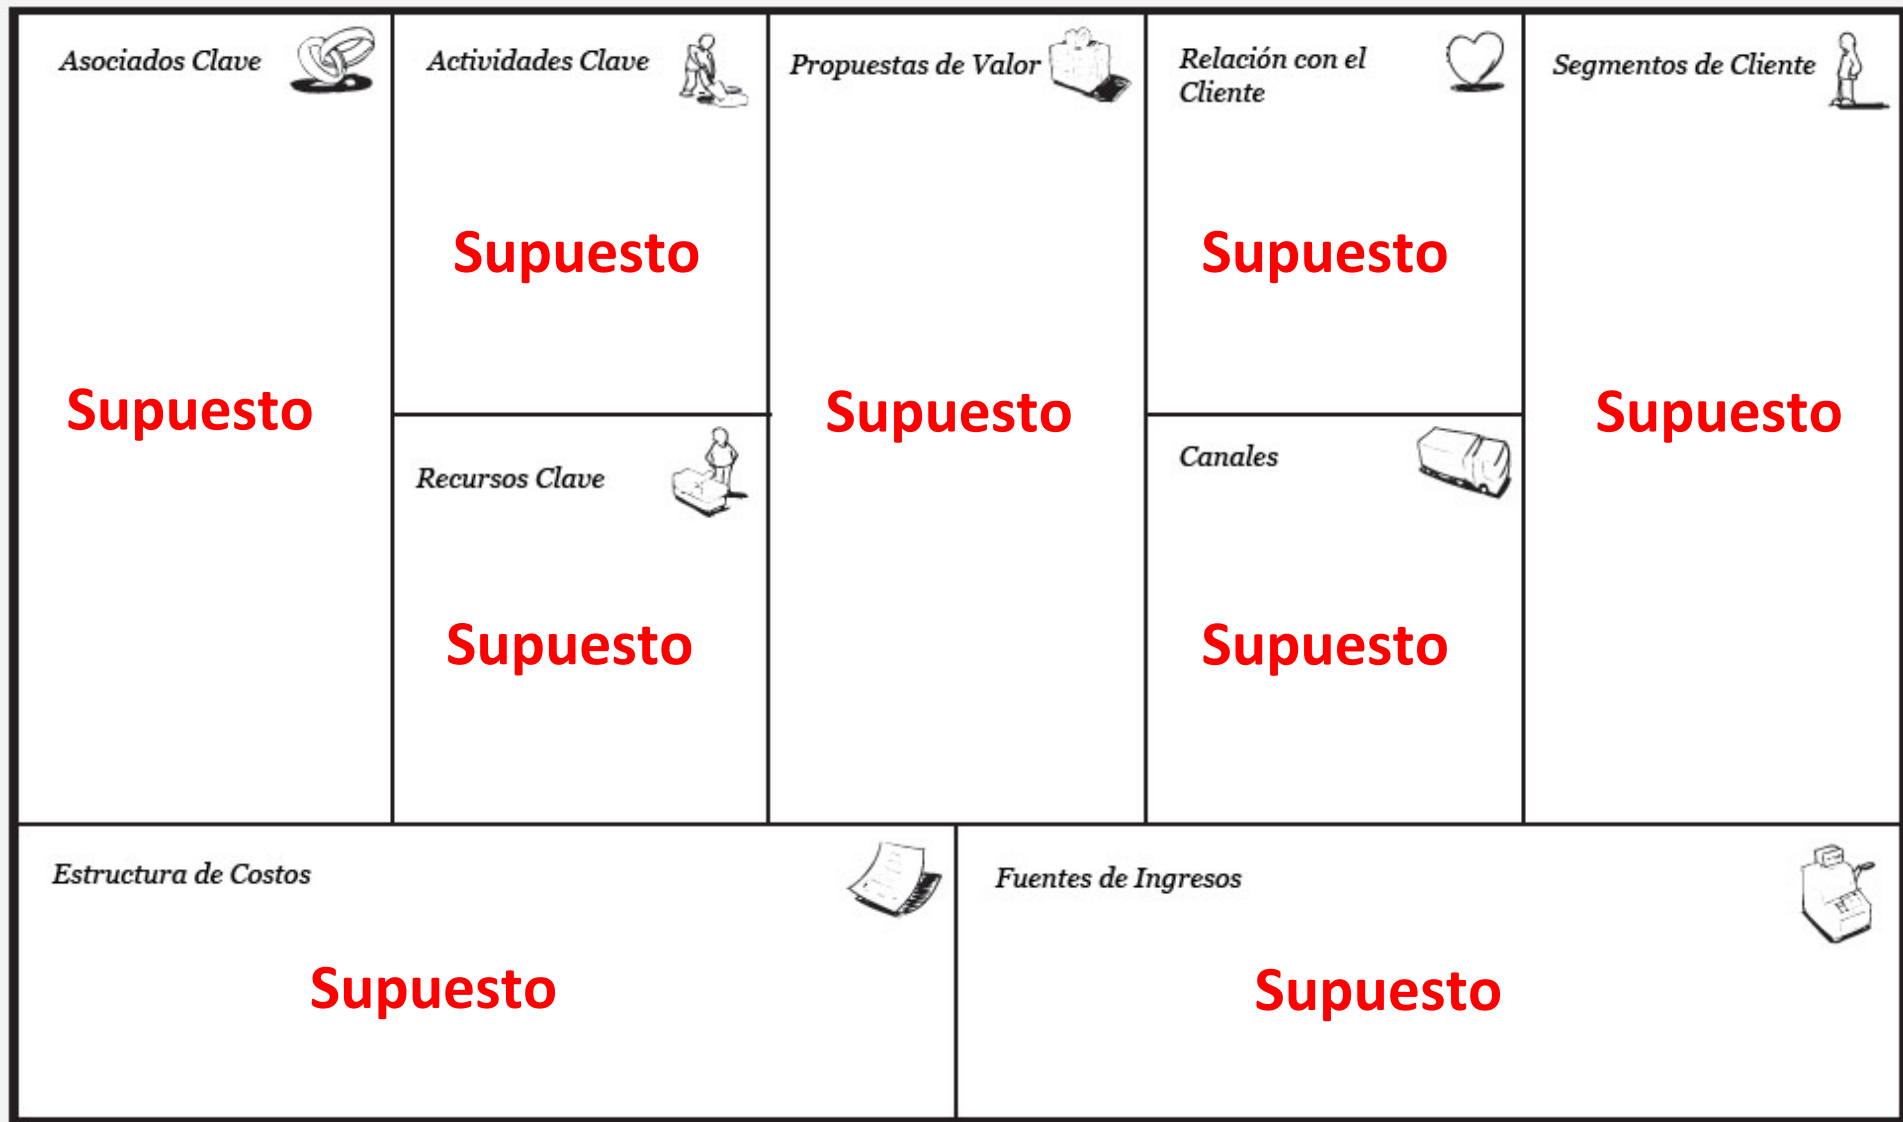 Asociados Clave
Supuesto
Actividades Clave
Supuesto
Recursos Clave
Supuesto
Propuestas de Valor
Supuesto
Relación con el
Cliente
Supuesto
Canales
Supuesto
Segmentos de Cliente
Supuesto
Estructura de Costos
Supuesto
Fuentes de Ingresos
Supuesto